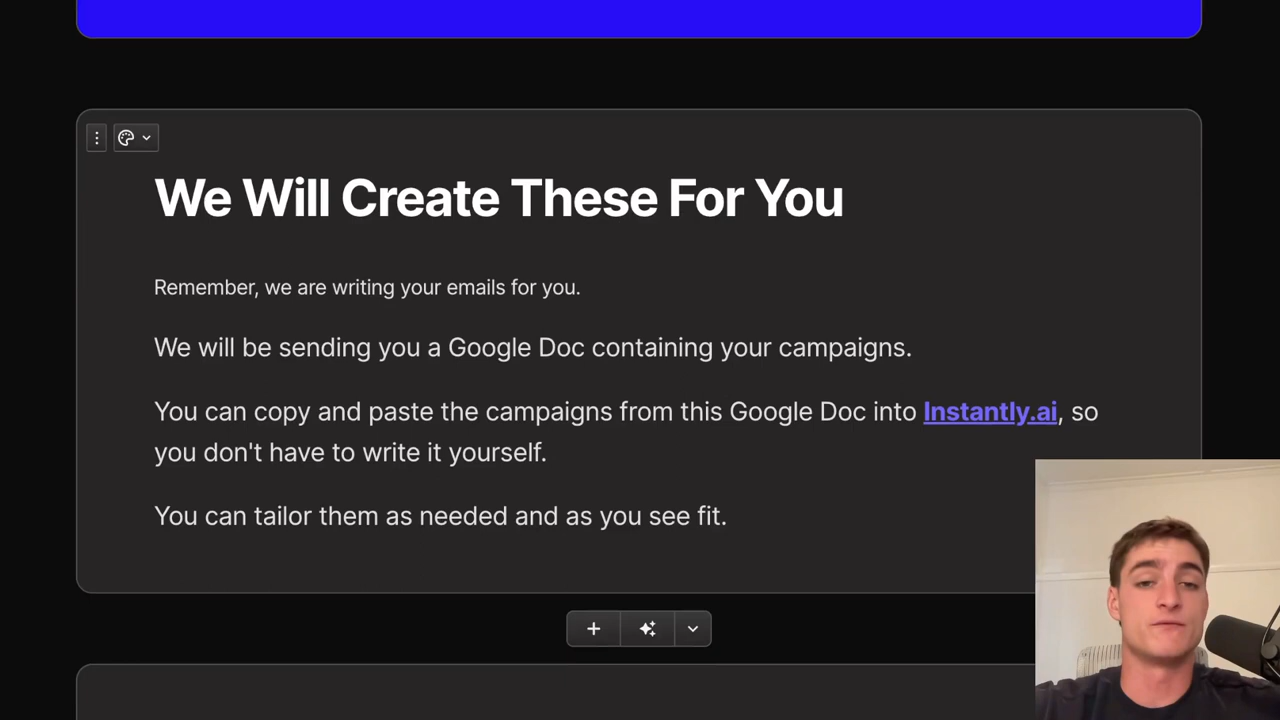 We Will Create These For You
Remember, we are writing your emails for you.
We will be sending you a Google Doc containing your campaigns.
You can copy and paste the campaigns from this Google Doc into Instantly.ai, so
you don't have to write it yourself.
You can tailor them as needed and as you see fit.